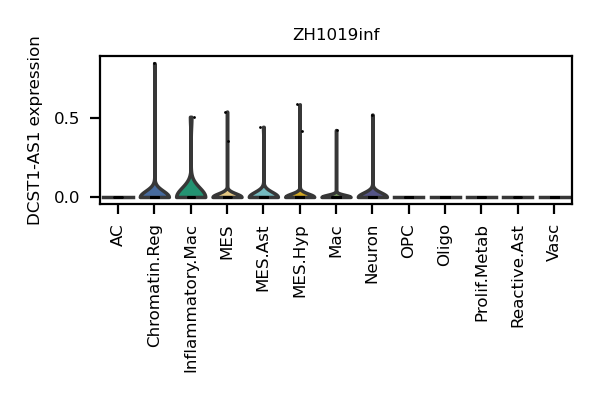 ZH1019inf
DCST1-AS1 expression
0.5
0.0
AC
Chromatin.Reg
Inflammatory.Mac
MES
MES.Ast
MES.Hyp
Mac
Neuron
OPC
Oligo
Prolif.Metab
Reactive.Ast
Vasc